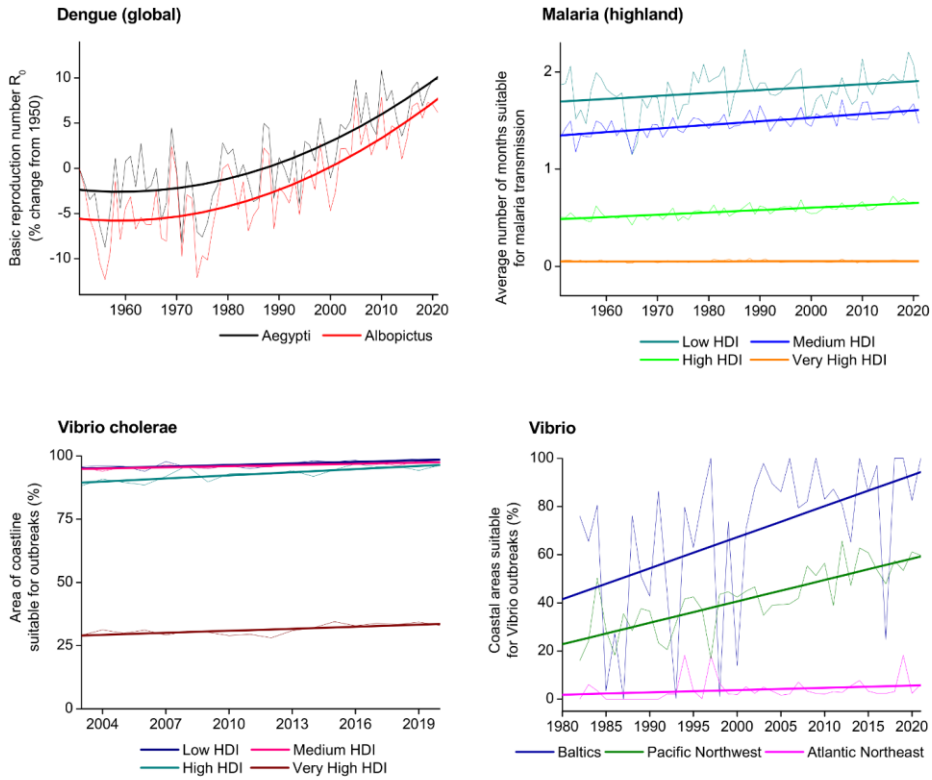 Dengue (global)
Basic reproduction number R0
(% change from 1950)
10
5
0
-5
-10
1960 1970 1980 1990 2000 2010 2020
Aegypti Albopictus
Malaria (highland)
Average number of months suitable
for malaria transmission
2
1
0
1960 1970 1980 1990 2000 2010 2020
Low HDI Medium HDI
High HDI Very High HDI
Vibrio cholerae
Area of coastline
suitable for outbreaks (%)
100
75
50
25
0
2004 2007 2010 2013 2016 2019
Low HDI Medium HDI
High HDI Very High HDI
Vibrio
Coastal areas suitable
for Vibrio outbreaks (%)
100
80
60
40
20
0
1980 1985 1990 1995 2000 2005 2010 2015 2020
Baltics Pacific Northwest Atlantic Northeast